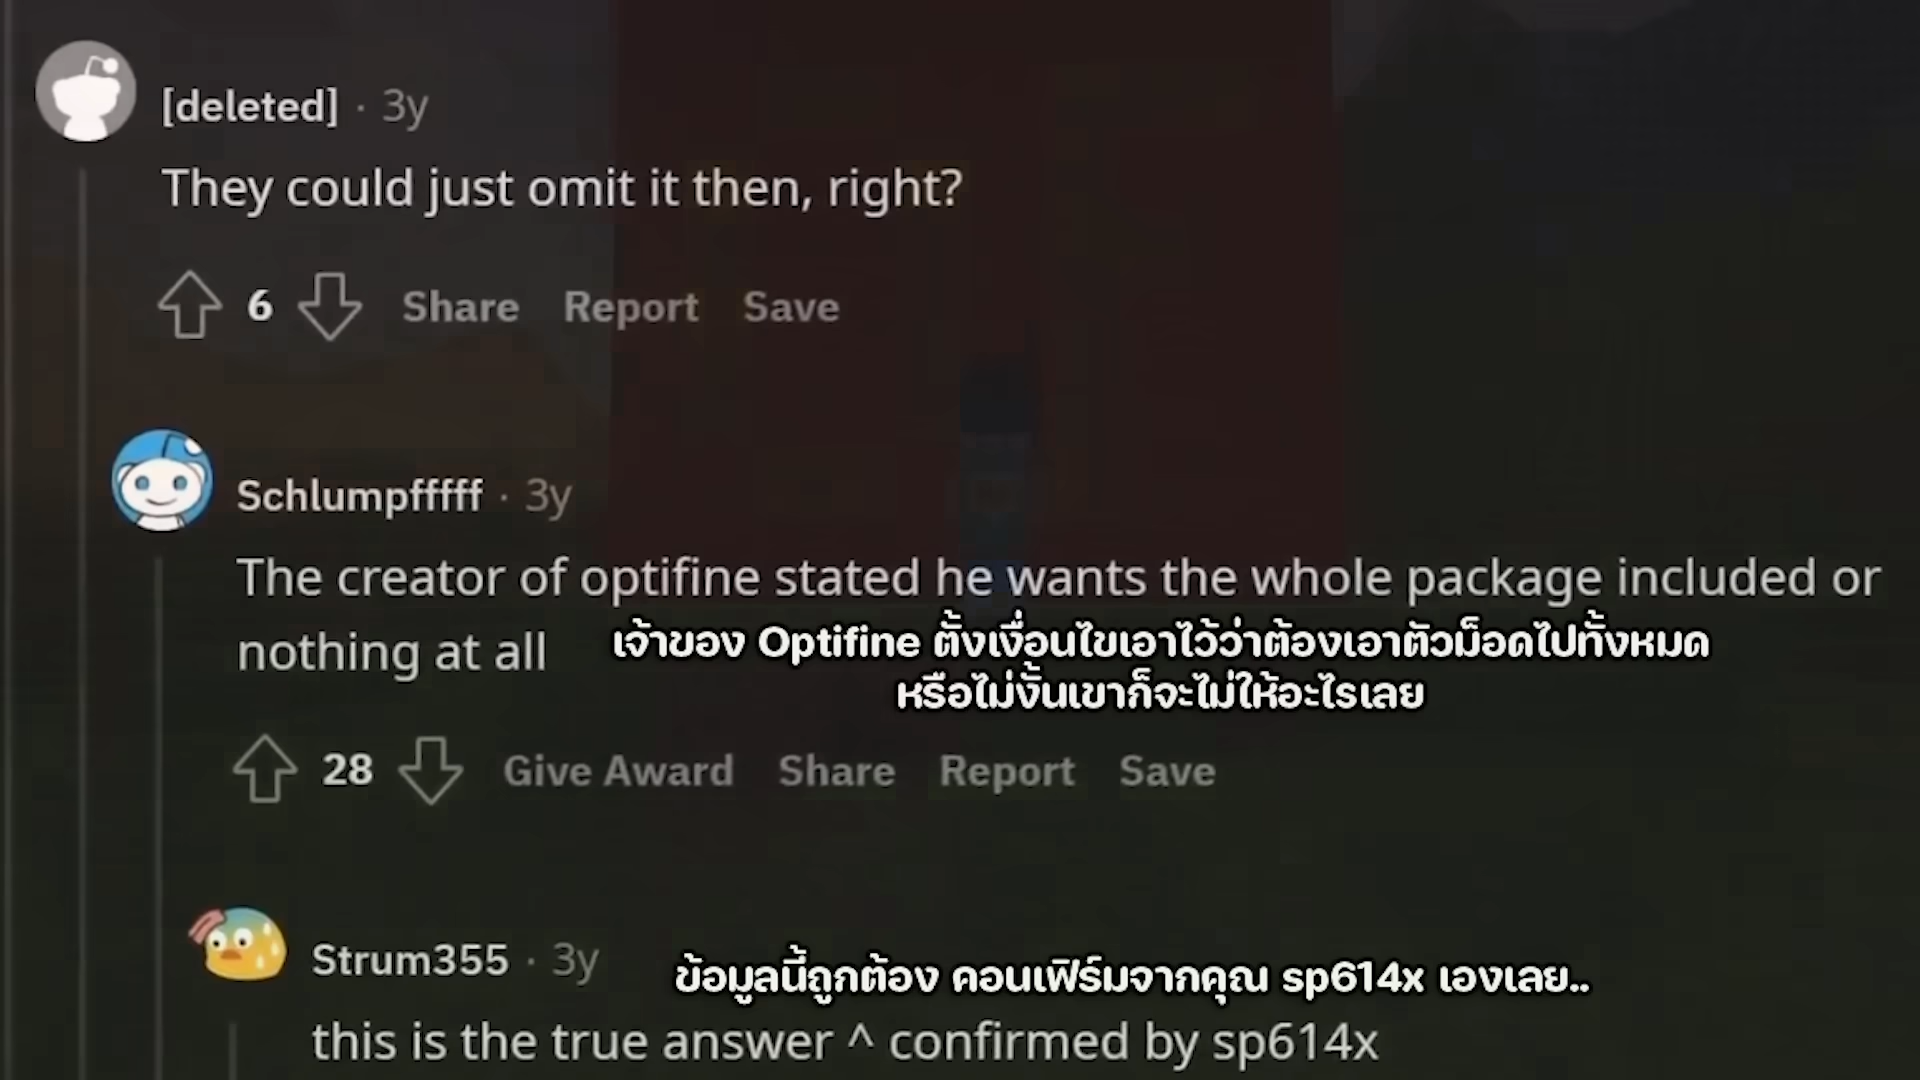 [deleted] · 3y
They could just omit it then, right?
6 Share Report Save
Schlumpfffff · 3y
The creator of optifine stated he wants the whole package included or
nothing at all
เจ้าของ Optifine ตั้งเงื่อนไขเอาไว้ว่าต้องเอาตัวม็อดไปทั้งหมด
หรือไม่งั้นเขาก็จะไม่ให้อะไรเลย
28 Give Award Share Report Save
Strum355 · 3y
ข้อมูลนี้ถูกต้อง คอนเฟิร์มจากคุณ sp614x เองเลย..
this is the true answer ^ confirmed by sp614x